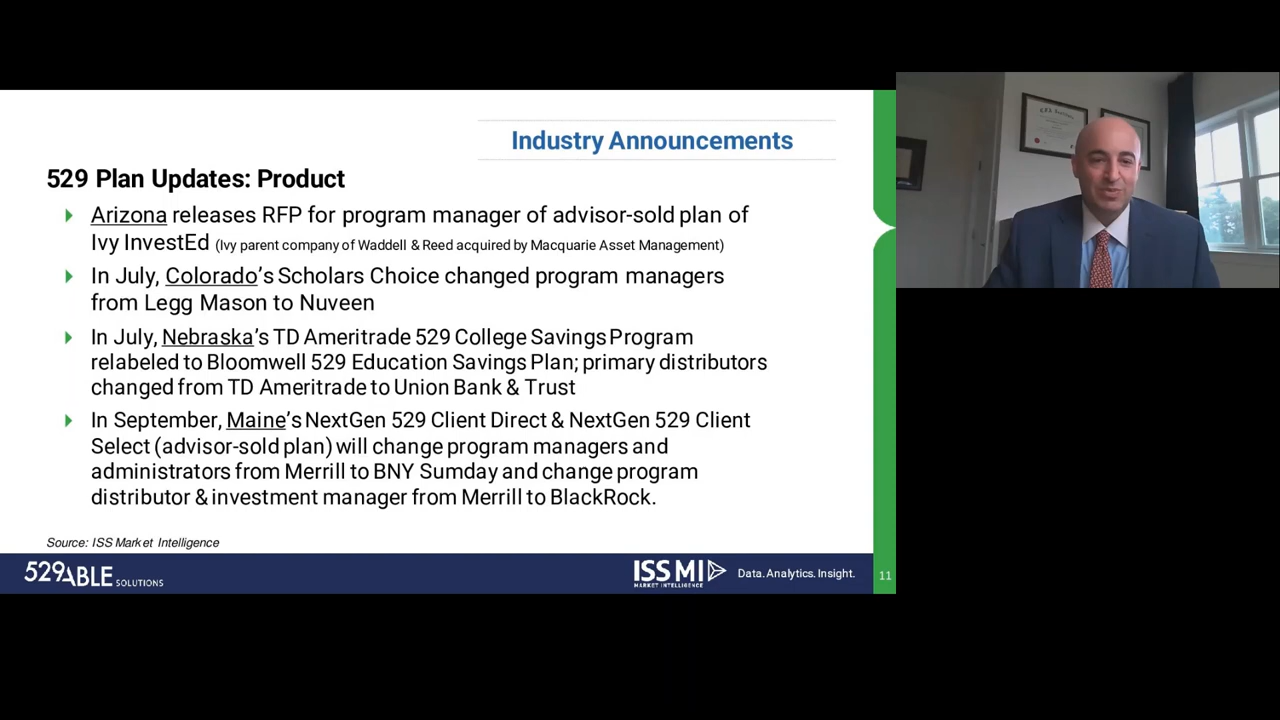 Industry Announcements
529 Plan Updates: Product
Arizona releases RFP for program manager of advisor-sold plan of
Ivy InvestEd (Ivy parent company of Waddell & Reed acquired by Macquarie Asset Management)
In July, Colorado's Scholars Choice changed program managers
from Legg Mason to Nuveen
In July, Nebraska's TD Ameritrade 529 College Savings Program
relabeled to Bloomwell 529 Education Savings Plan; primary distributors
changed from TD Ameritrade to Union Bank & Trust
In September, Maine's NextGen 529 Client Direct & NextGen 529 Client
Select (advisor-sold plan) will change program managers and
administrators from Merrill to BNY Sumday and change program
distributor & investment manager from Merrill to BlackRock.
Source: ISS Market Intelligence
529ABLE SOLUTIONS
ISS MI
MARKET INTELLIGENCE
Data. Analytics. Insight.
11